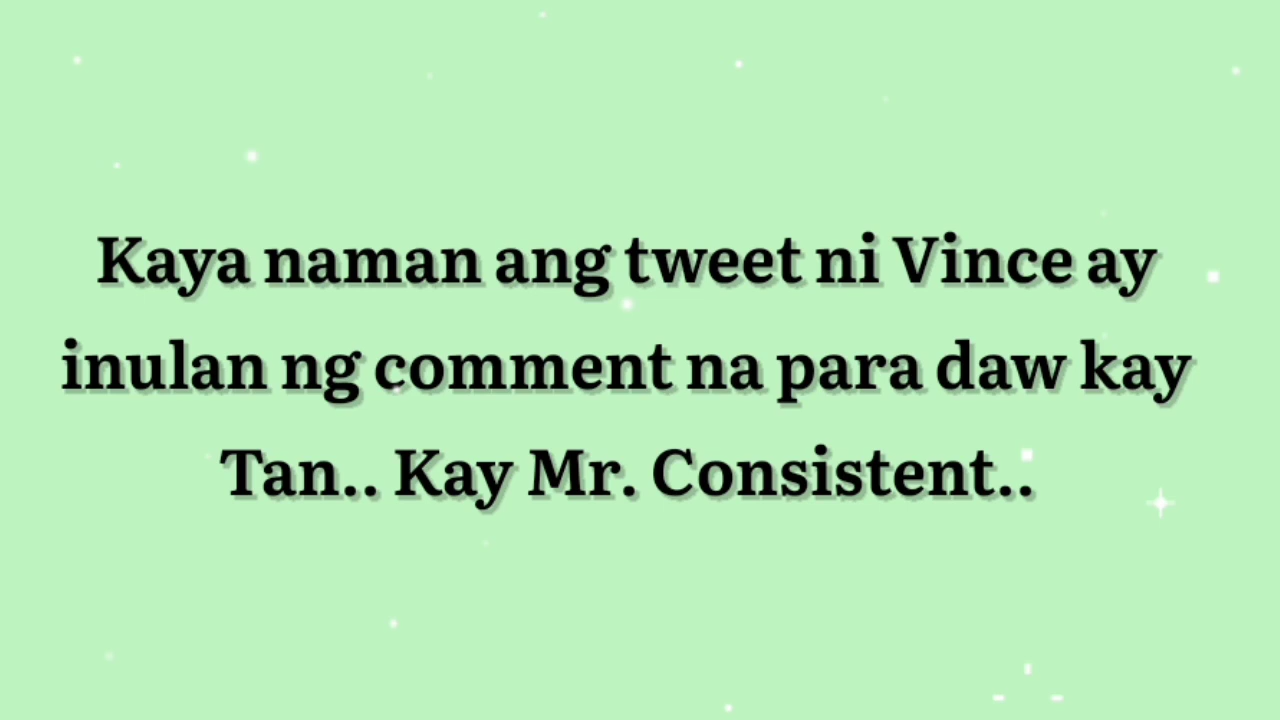 Kaya naman ang tweet ni Vince ay
inulan ng comment na para daw kay
Tan.. Kay Mr. Consistent..